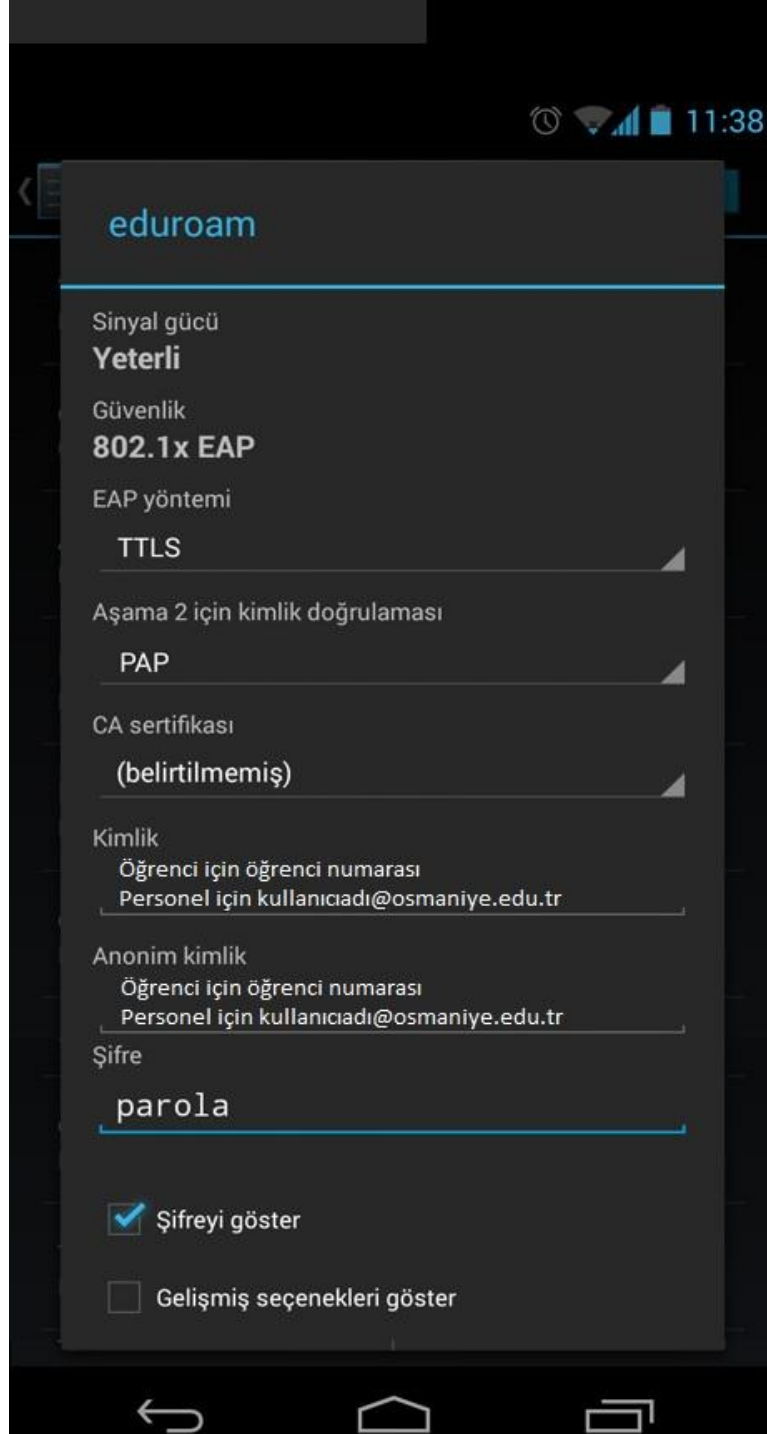 11:38
eduroam
Sinyal gücü
Yeterli
Güvenlik
802.1x EAP
EAP yöntemi
TTLS
Aşama 2 için kimlik doğrulaması
PAP
CA sertifikası
(belirtilmemiş)
Kimlik
Öğrenci için öğrenci numarası
Personel için kullanıcıadı@osmaniye.edu.tr
Anonim kimlik
Öğrenci için öğrenci numarası
Personel için kullanıcıadı@osmaniye.edu.tr
Şifre
parola
Şifreyi göster
Gelişmiş seçenekleri göster